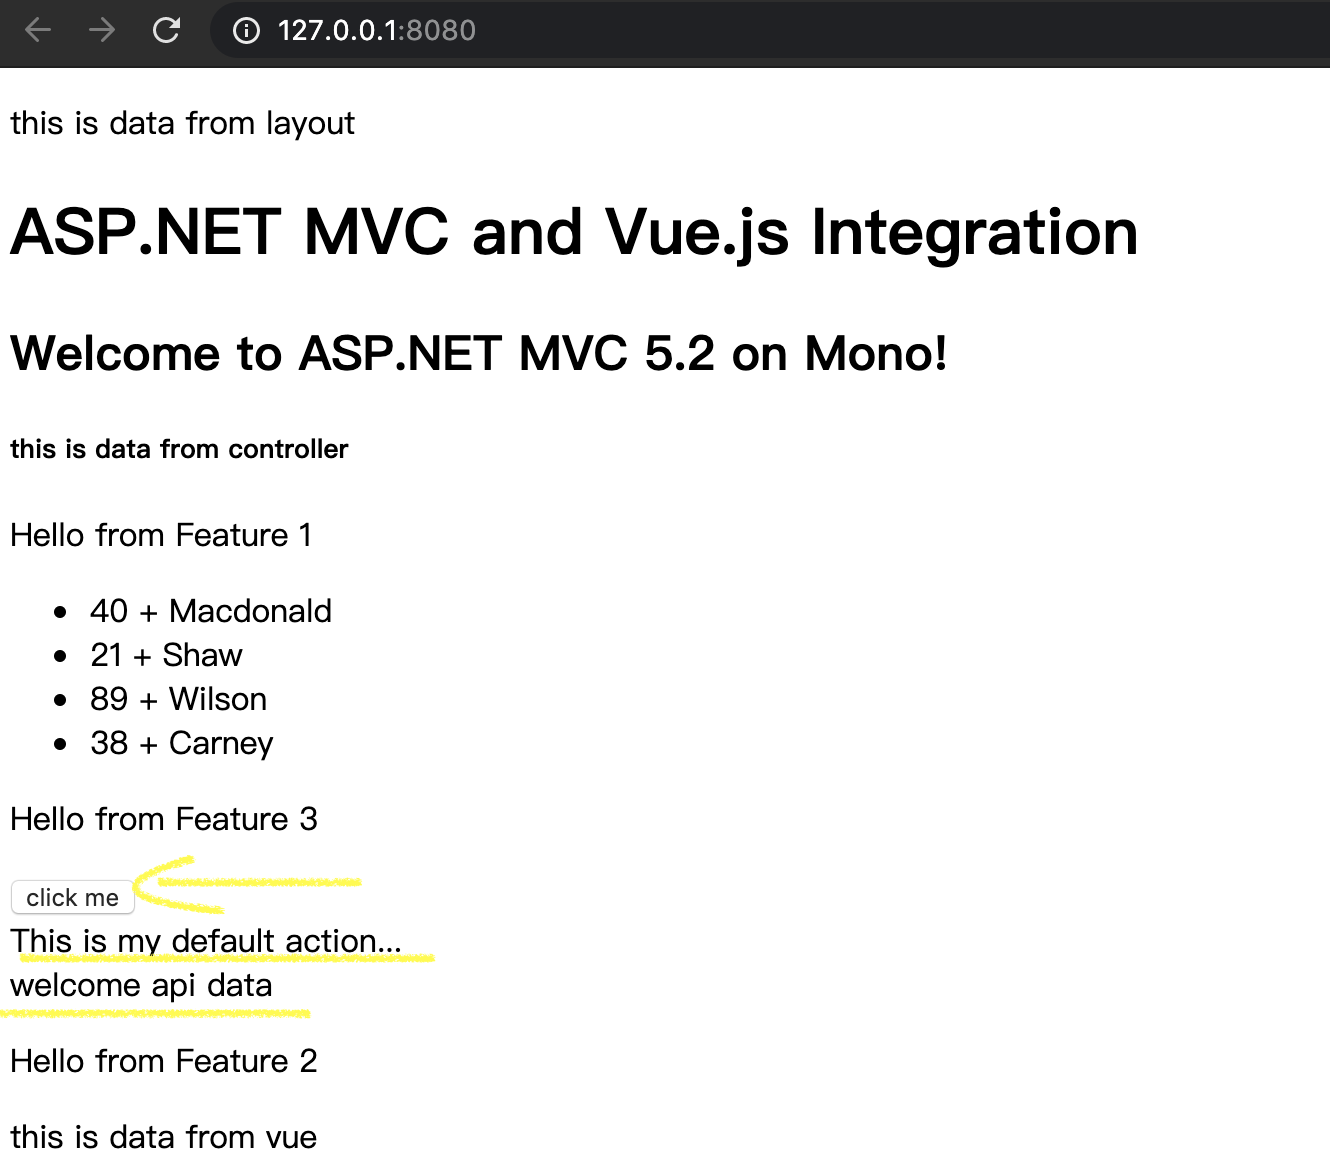 127.0.0.1:8080
this is data from layout
ASP.NET MVC and Vue.js Integration
Welcome to ASP.NET MVC 5.2 on Mono!
this is data from controller
Hello from Feature 1
40 + Macdonald
21 + Shaw
89 + Wilson
38 + Carney
Hello from Feature 3
click me
This is my default action...
welcome api data
Hello from Feature 2
this is data from vue